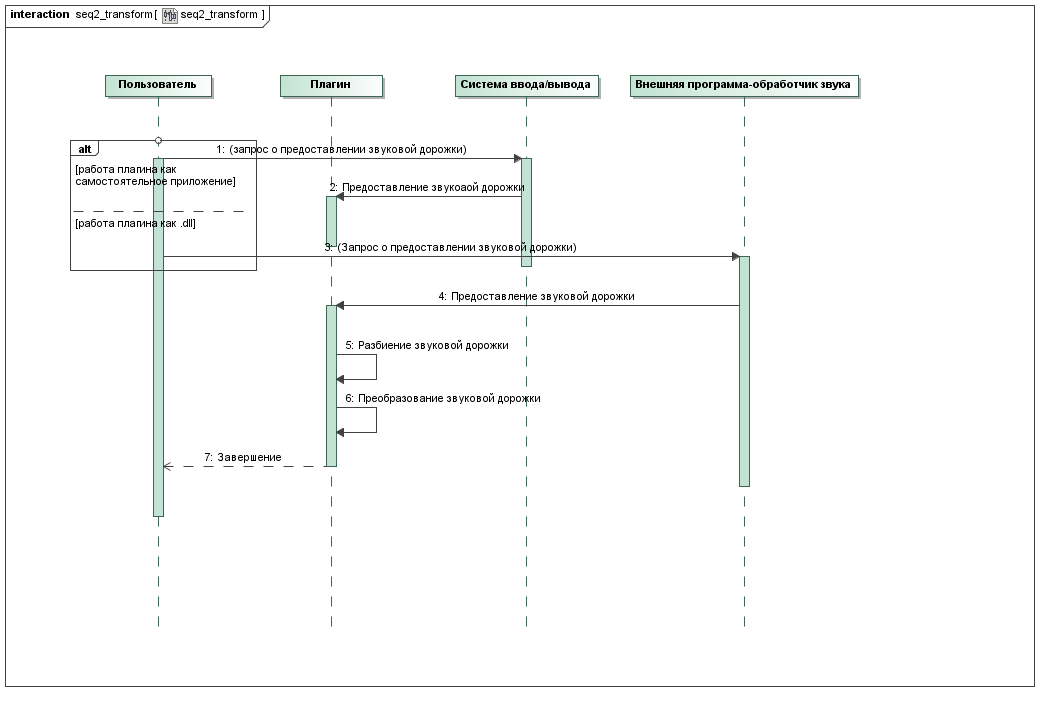 interaction seq2_transform[ seq2_transform ]
Пользователь
Плагин
Система ввода/вывода
Внешняя программа-обработчик звука
alt
1: (запрос о предоставлении звуковой дорожки)
[работа плагина как
самостоятельное приложение]
2: Предоставление звукоаой дорожки
[работа плагина как .dll]
3: (Запрос о предоставлении звуковой дорожки)
4: Предоставление звуковой дорожки
5: Разбиение звуковой дорожки
6: Преобразование звуковой дорожки
7: Завершение